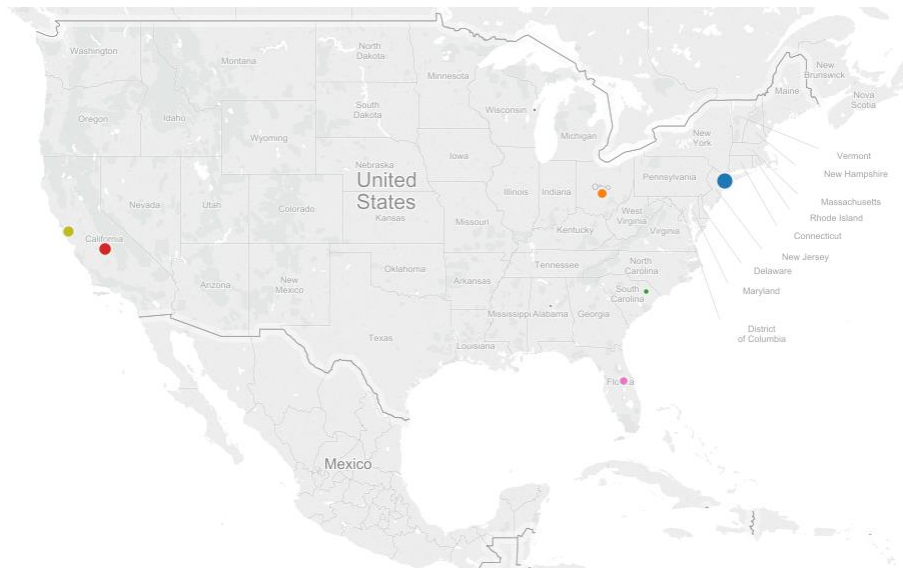 Washington
Montana
North
Dakota
Minnesota
New
Brunswick
Maine
Nova
Scotia
Oregon
Idaho
South
Dakota
Wisconsin
Michigan
New
York
Wyoming
Iowa
Vermont
Nebraska
United
States
Pennsylvania
New Hampshire
Illinois
Indiana
Ohio
Nevada
Utah
Colorado
Kansas
Massachusetts
Rhode Island
West
Virginia
Missouri
Kentucky
Virginia
Connecticut
California
New Jersey
Delaware
Tennessee
North
Carolina
Oklahoma
Arkansas
Arizona
New
Mexico
South
Carolina
Maryland
Mississippi
Alabama
Georgia
District
of Columbia
Texas
Louisiana
Florida
Mexico